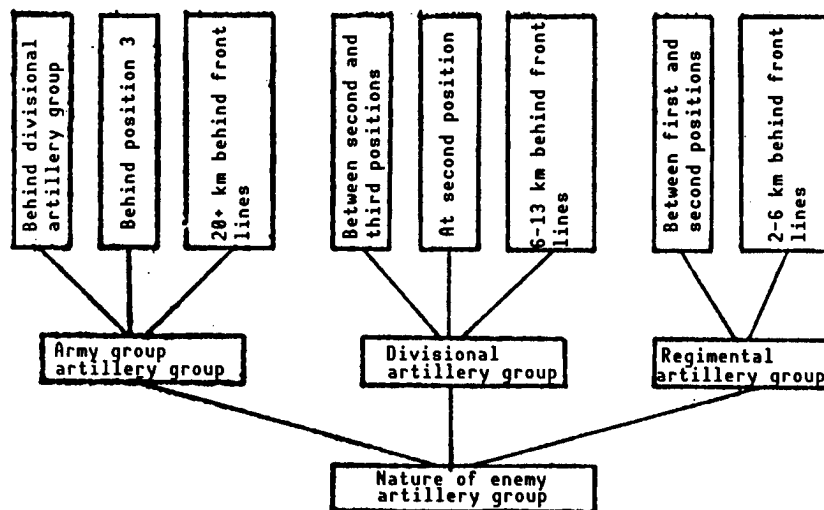 Behind divisional
artillery group
Behind position 3
20+ km behind front
lines
Between second and
third positions
At second position
6-13 km behind front
lines
Between first and
second positions
2-6 km behind front
lines
Army group
artillery group
Divisional
artillery group
Regimental
artillery group
Nature of enemy
artillery group